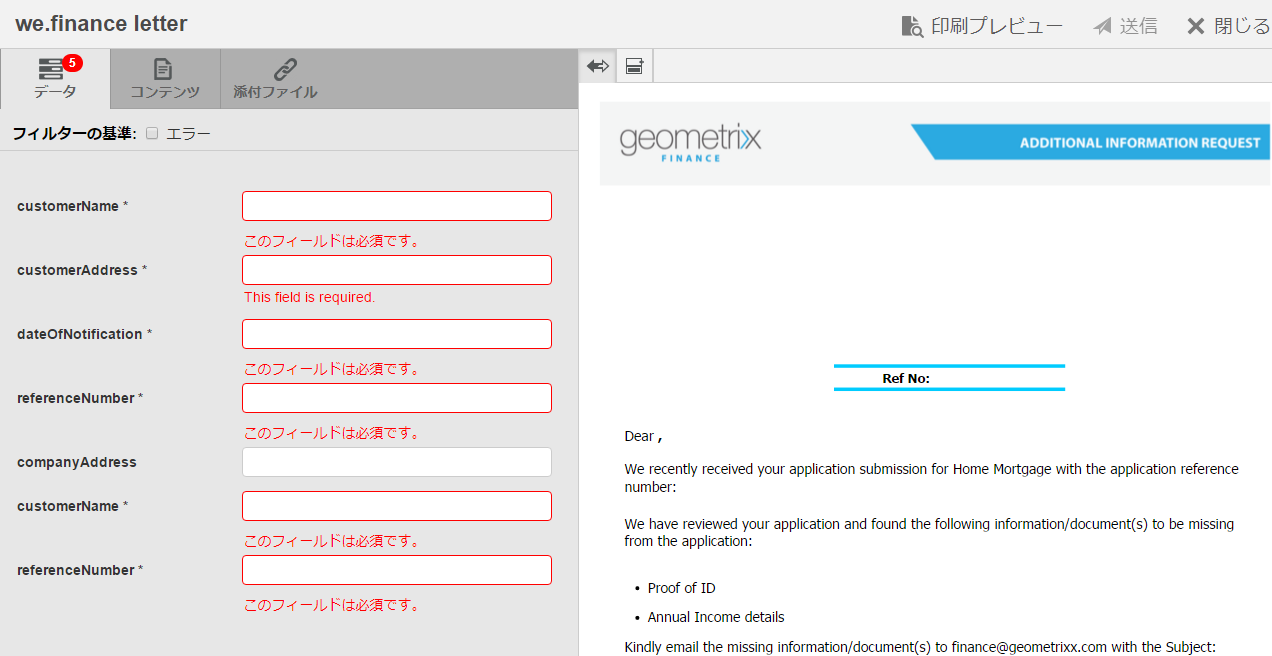 we.finance letter
印刷プレビュー
送信
閉じる
5
データ
コンテンツ
添付ファイル
フィルターの基準: エラー
customerName *
このフィールドは必須です。
customerAddress *
This field is required.
dateOfNotification *
このフィールドは必須です。
referenceNumber *
このフィールドは必須です。
companyAddress
customerName *
このフィールドは必須です。
referenceNumber *
このフィールドは必須です。
geometrixx
FINANCE
ADDITIONAL INFORMATION REQUEST
Ref No:
Dear ,
We recently received your application submission for Home Mortgage with the application reference
number:
We have reviewed your application and found the following information/document(s) to be missing
from the application:
• Proof of ID
• Annual Income details
Kindly email the missing information/document(s) to finance@geometrixx.com with the Subject: